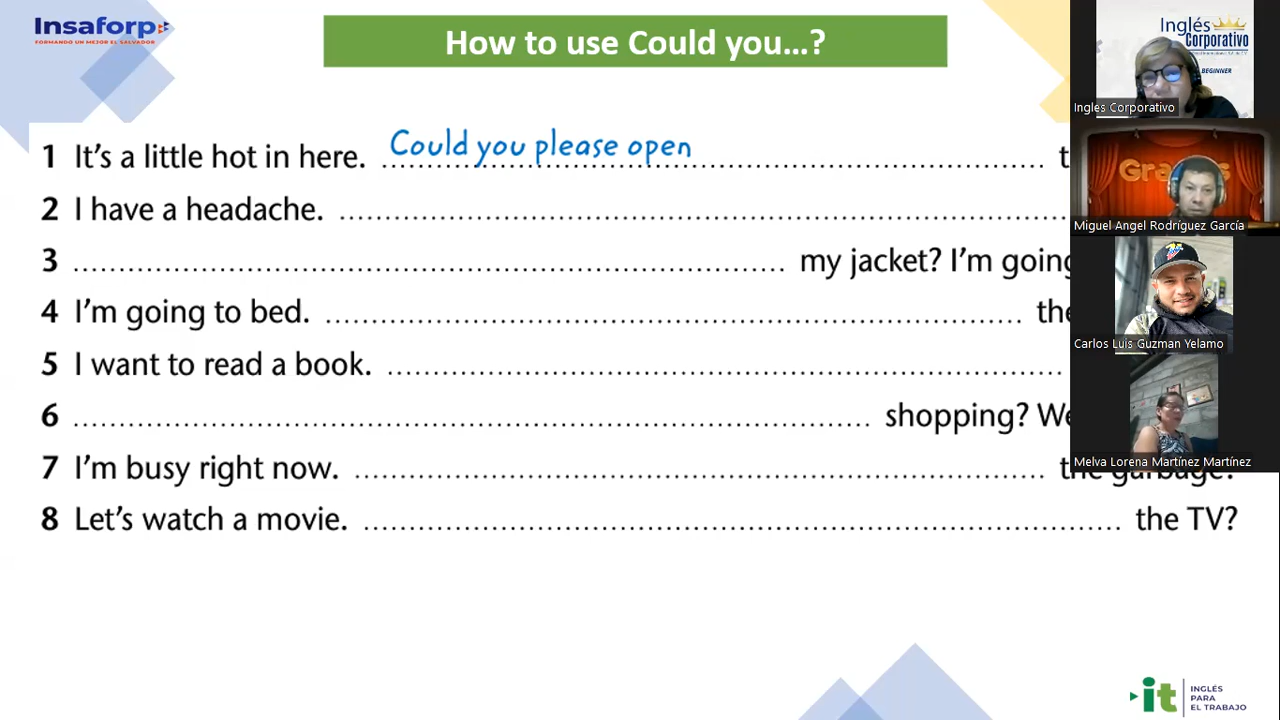 Insaforp
FORMANDO UN MEJOR EL SALVADOR
How to use Could you...?
Inglés
Corporativo
BEGINNER
Ingles Corporativo
1 It's a little hot in here. Could you please open
2 I have a headache.
3 my jacket? I'm going
4 I'm going to bed. the
5 I want to read a book.
6 shopping? We
7 I'm busy right now. the garbage?
8 Let's watch a movie. the TV?
Miguel Angel Rodríguez García
Carlos Luis Guzman Yelamo
Melva Lorena Martínez Martínez
it
INGLÉS
PARA
EL TRABAJO